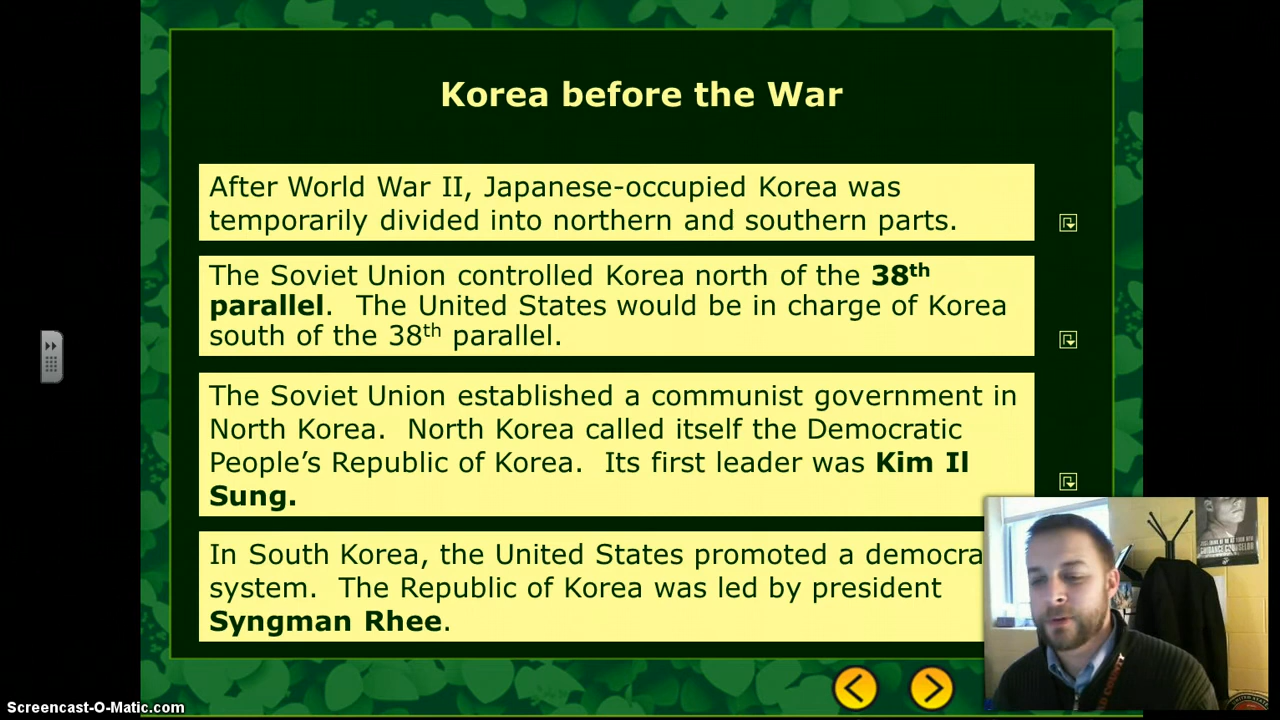 Korea before the War
After World War II, Japanese-occupied Korea was
temporarily divided into northern and southern parts.
The Soviet Union controlled Korea north of the 38th
parallel. The United States would be in charge of Korea
south of the 38th parallel.
The Soviet Union established a communist government in
North Korea. North Korea called itself the Democratic
People's Republic of Korea. Its first leader was Kim Il
Sung.
In South Korea, the United States promoted a democra
system. The Republic of Korea was led by president
Syngman Rhee.
GUIDANCE COUNSELOR
Screencast-O-Matic.com